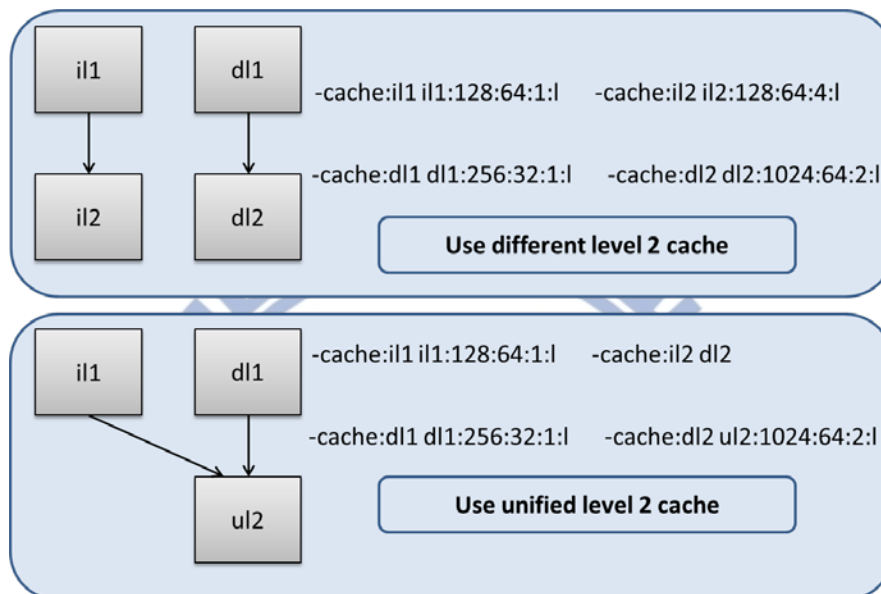 il1
dl1
-cache:il1 il1:128:64:1:l -cache:il2 il2:128:64:4:l
-cache:dl1 dl1:256:32:1:l -cache:dl2 dl2:1024:64:2:l
il2
dl2
Use different level 2 cache
il1
dl1
-cache:il1 il1:128:64:1:l -cache:il2 dl2
-cache:dl1 dl1:256:32:1:l -cache:dl2 ul2:1024:64:2:l
ul2
Use unified level 2 cache